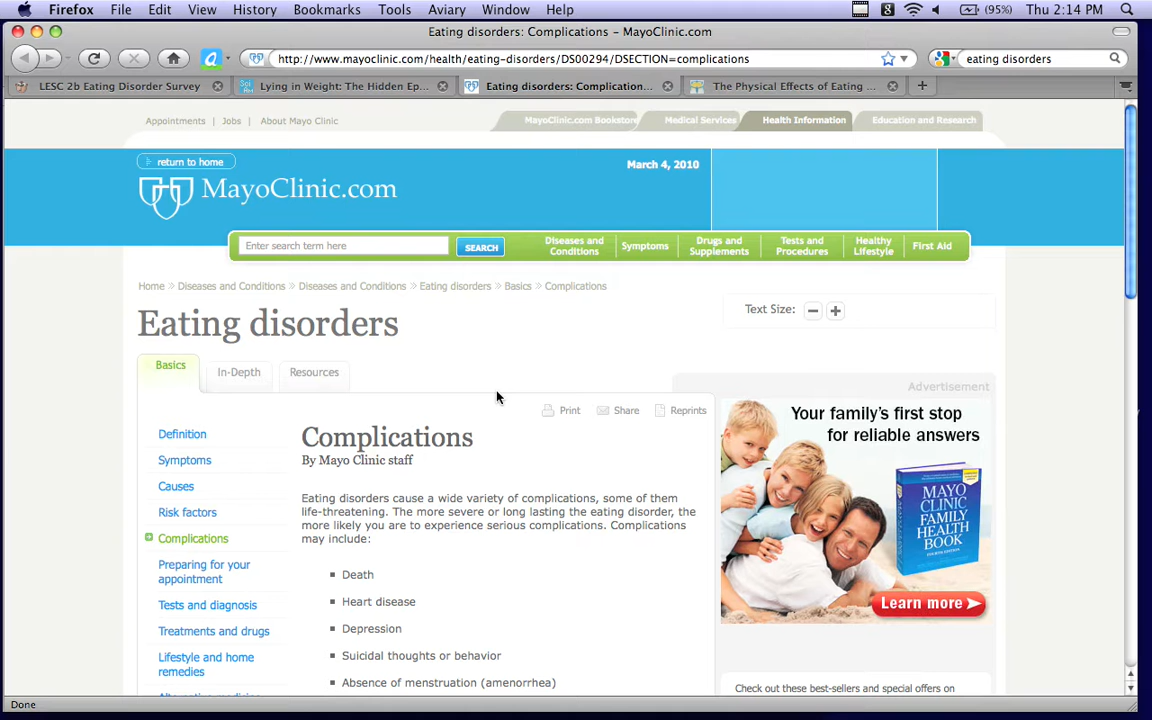 Firefox File Edit View History Bookmarks Tools Aviary Window Help (95%) Thu 2:14 PM
Eating disorders: Complications – MayoClinic.com
http://www.mayoclinic.com/health/eating-disorders/DS00294/DSECTION=complications eating disorders
LESC 2b Eating Disorder Survey Lying in Weight: The Hidden Ep... Eating disorders: Complication... The Physical Effects of Eating ...
Appointments | Jobs | About Mayo Clinic MayoClinic.com Bookstore Medical Services Health Information Education and Research
return to home March 4, 2010
MayoClinic.com
Enter search term here SEARCH Diseases and Conditions Symptoms Drugs and Supplements Tests and Procedures Healthy Lifestyle First Aid
Home » Diseases and Conditions » Diseases and Conditions » Eating disorders » Basics » Complications
Text Size: – +
Eating disorders
Basics In-Depth Resources
Advertisement
Print Share Reprints
Definition
Symptoms
Causes
Risk factors
Complications
Preparing for your
appointment
Tests and diagnosis
Treatments and drugs
Lifestyle and home
remedies
Alternative medicine
Complications
By Mayo Clinic staff
Eating disorders cause a wide variety of complications, some of them
life-threatening. The more severe or long lasting the eating disorder, the
more likely you are to experience serious complications. Complications
may include:
Death
Heart disease
Depression
Suicidal thoughts or behavior
Absence of menstruation (amenorrhea)
Your family's first stop
for reliable answers
MAYO
CLINIC
FAMILY
HEALTH
BOOK
Learn more
Check out these best-sellers and special offers on
Done